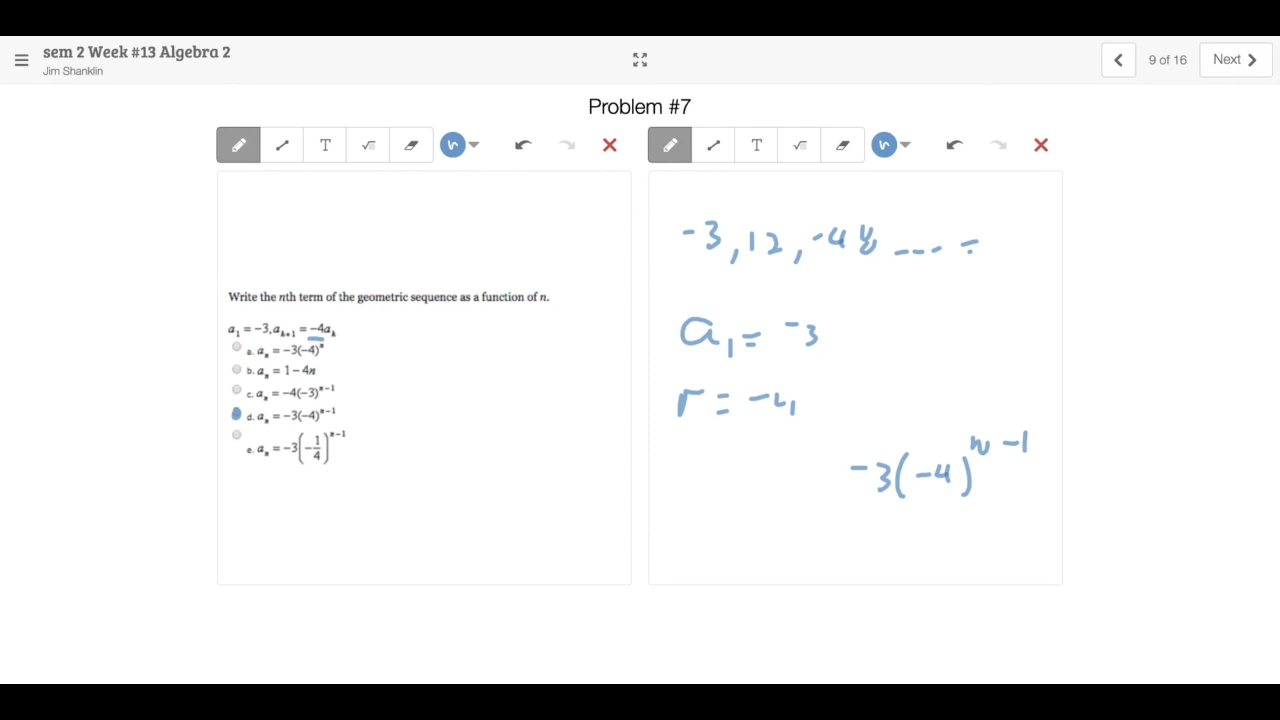 sem 2 Week #13 Algebra 2
Jim Shanklin
9 of 16
Next
Problem #7
T
T
Write the nth term of the geometric sequence as a function of n.
a₁ = −3, aₖ₊₁ = −4aₖ
a. aₙ = −3(−4)ⁿ
b. aₙ = 1 − 4n
c. aₙ = −4(−3)ⁿ⁻¹
d. aₙ = −3(−4)ⁿ⁻¹
e. aₙ = −3(−1/4)ⁿ⁻¹
-3, 12, -48 ---- ÷
a₁ = -3
r = -4
-3(-4)ⁿ⁻¹